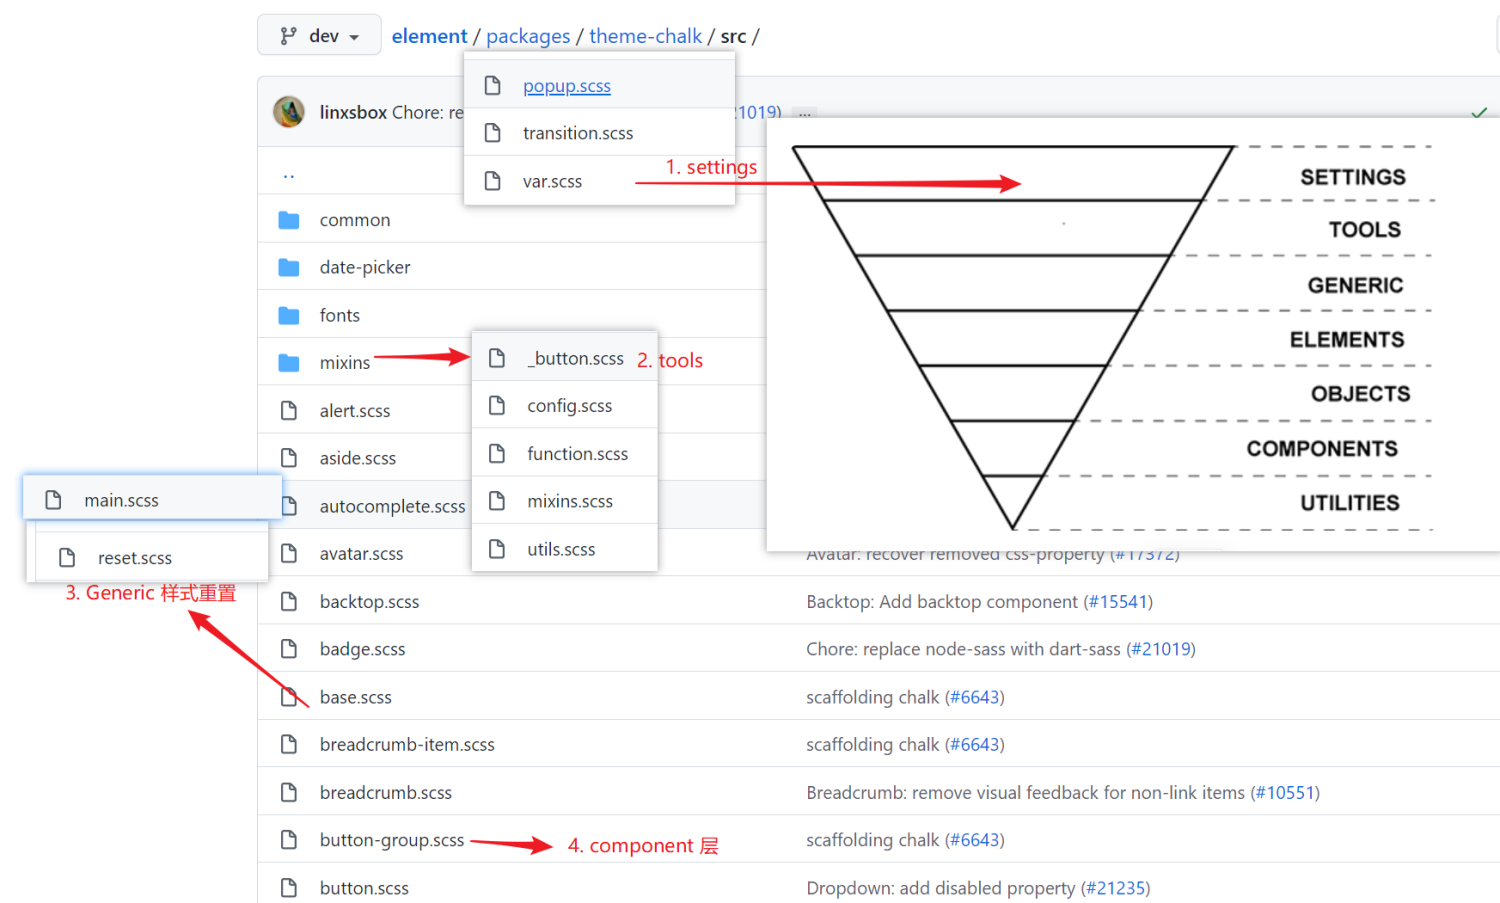 dev
element / packages / theme-chalk / src /
popup.scss
linxsbox Chore: re
21019) ...
transition.scss
1. settings
var.scss
..
SETTINGS
common
TOOLS
date-picker
GENERIC
fonts
ELEMENTS
mixins
_button.scss
2. tools
OBJECTS
alert.scss
config.scss
COMPONENTS
aside.scss
function.scss
UTILITIES
main.scss
autocomplete.scss
mixins.scss
reset.scss
avatar.scss
utils.scss
Avatar: recover removed css-property (#17372)
3. Generic 样式重置
backtop.scss
Backtop: Add backtop component (#15541)
badge.scss
Chore: replace node-sass with dart-sass (#21019)
base.scss
scaffolding chalk (#6643)
breadcrumb-item.scss
scaffolding chalk (#6643)
breadcrumb.scss
Breadcrumb: remove visual feedback for non-link items (#10551)
button-group.scss
4. component 层
scaffolding chalk (#6643)
button.scss
Dropdown: add disabled property (#21235)